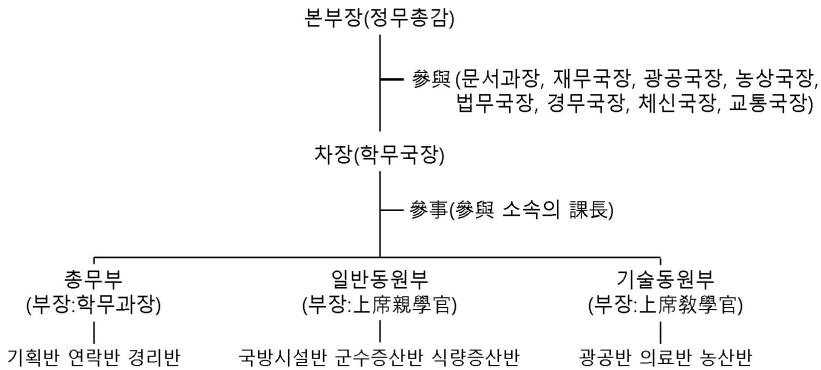 본부장(정무총감)
參與(문서과장, 재무국장, 광공국장, 농상국장,
법무국장, 경무국장, 체신국장, 교통국장)
차장(학무국장)
參事(參與 소속의 課長)
총무부
(부장:학무과장)
일반동원부
(부장:上席視學官)
기술동원부
(부장:上席敎學官)
기획반 연락반 경리반
국방시설반 군수증산반 식량증산반
광공반 의료반 농산반